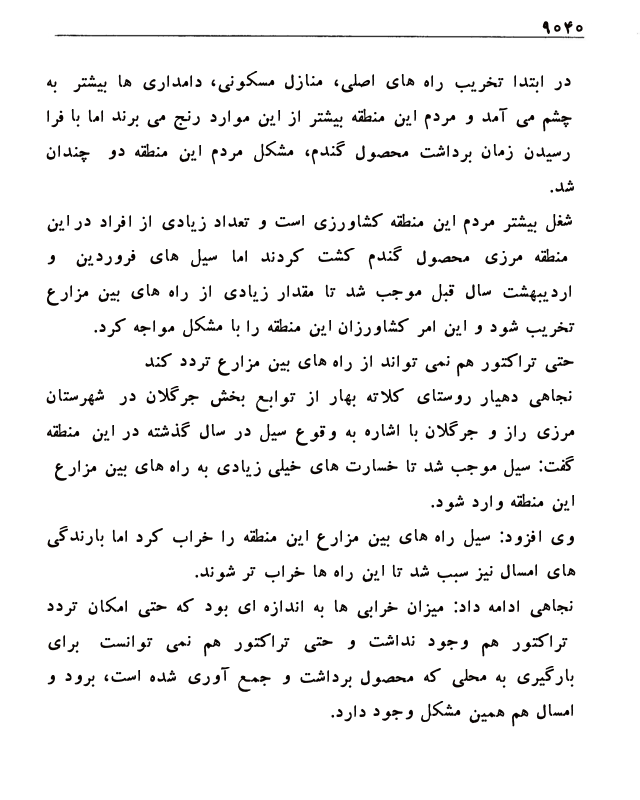 ۹۰۴۰
در ابتدا تخریب راه های اصلی، منازل مسکونی، دامداری ها بیشتر به
چشم می آمد و مردم این منطقه بیشتر از این موارد رنج می برند اما با فرا
رسیدن زمان برداشت محصول گندم، مشکل مردم این منطقه دو چندان
شد.
شغل بیشتر مردم این منطقه کشاورزی است و تعداد زیادی از افراد در این
منطقه مرزی محصول گندم کشت کردند اما سیل های فروردین و
اردیبهشت سال قبل موجب شد تا مقدار زیادی از راه های بین مزارع
تخریب شود و این امر کشاورزان این منطقه را با مشکل مواجه کرد.
حتی تراکتور هم نمی تواند از راه های بین مزارع تردد کند
نجاهی دهیار روستای کلاته بهار از توابع بخش جرگلان در شهرستان
مرزی راز و جرگلان با اشاره به وقوع سیل در سال گذشته در این منطقه
گفت: سیل موجب شد تا خسارت های خیلی زیادی به راه های بین مزارع
این منطقه وارد شود.
وی افزود: سیل راه های بین مزارع این منطقه را خراب کرد اما بارندگی
های امسال نیز سبب شد تا این راه ها خراب تر شوند.
نجاهی ادامه داد: میزان خرابی ها به اندازه ای بود که حتی امکان تردد
تراکتور هم وجود نداشت و حتی تراکتور هم نمی توانست برای
بارگیری به محلی که محصول برداشت و جمع آوری شده است، برود و
امسال هم همین مشکل وجود دارد.